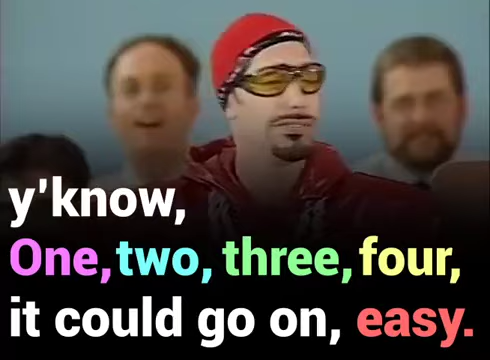 y'know,
One, two, three, four,
it could go on, easy.